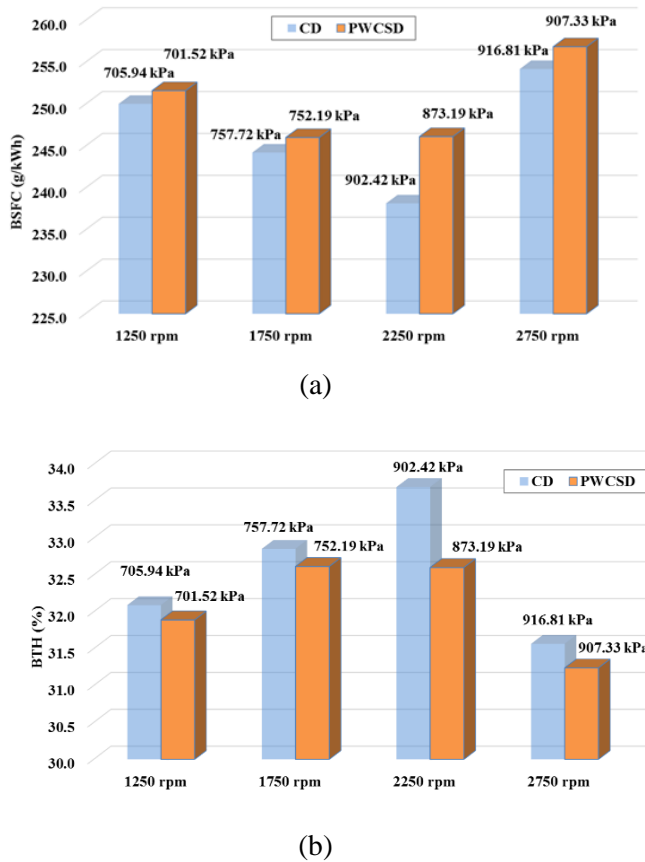 260.0
CD PWCSD
907.33 kPa
701.52 kPa
916.81 kPa
255.0
705.94 kPa
752.19 kPa
873.19 kPa
250.0
757.72 kPa
BSFC (g/kWh)
245.0
902.42 kPa
240.0
235.0
230.0
225.0
1250 rpm 1750 rpm 2250 rpm 2750 rpm
(a)
34.0
902.42 kPa
CD PWCSD
33.5
757.72 kPa
33.0
752.19 kPa
873.19 kPa
32.5
705.94 kPa
BTH (%)
32.0
701.52 kPa
916.81 kPa
31.5
907.33 kPa
31.0
30.5
30.0
1250 rpm 1750 rpm 2250 rpm 2750 rpm
(b)